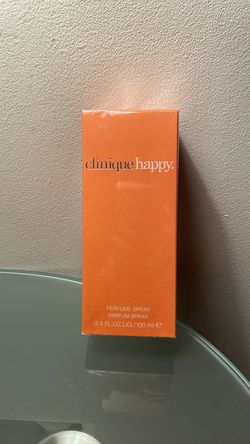 clinique happy.
PERFUME SPRAY
PARFUM SPRAY
3.4 FL.OZ.LIQ./100 ml ℮